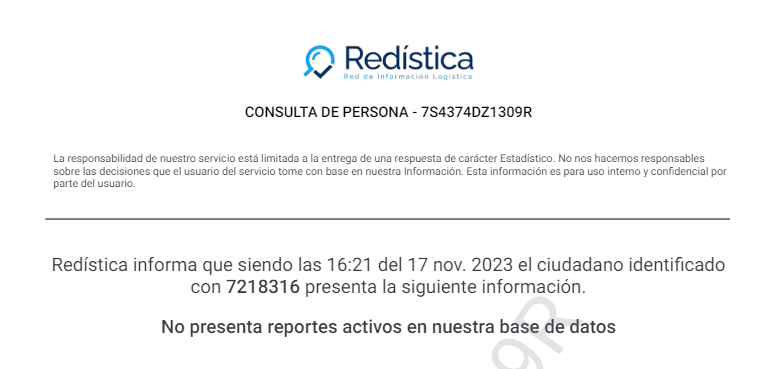 Redística
Red de Información Logística
CONSULTA DE PERSONA - 7S4374DZ1309R
La responsabilidad de nuestro servicio está limitada a la entrega de una respuesta de carácter Estadístico. No nos hacemos responsables
sobre las decisiones que el usuario del servicio tome con base en nuestra Información. Esta información es para uso interno y confidencial por
parte del usuario.
Redística informa que siendo las 16:21 del 17 nov. 2023 el ciudadano identificado
con 7218316 presenta la siguiente información.
No presenta reportes activos en nuestra base de datos
9R